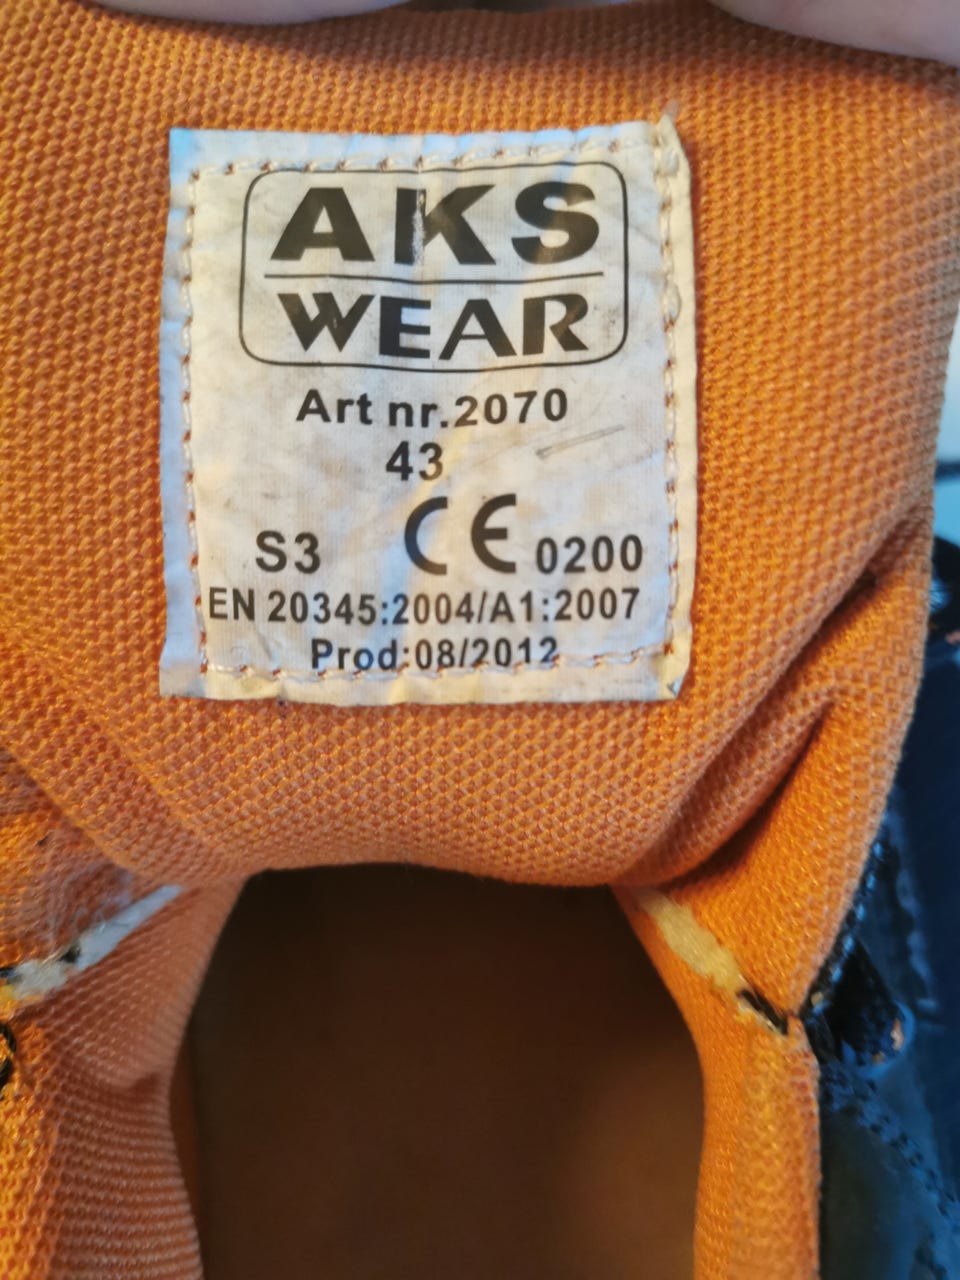 AKS
WEAR
Art nr.2070
43
S3 CE 0200
EN 20345:2004/A1:2007
Prod:08/2012